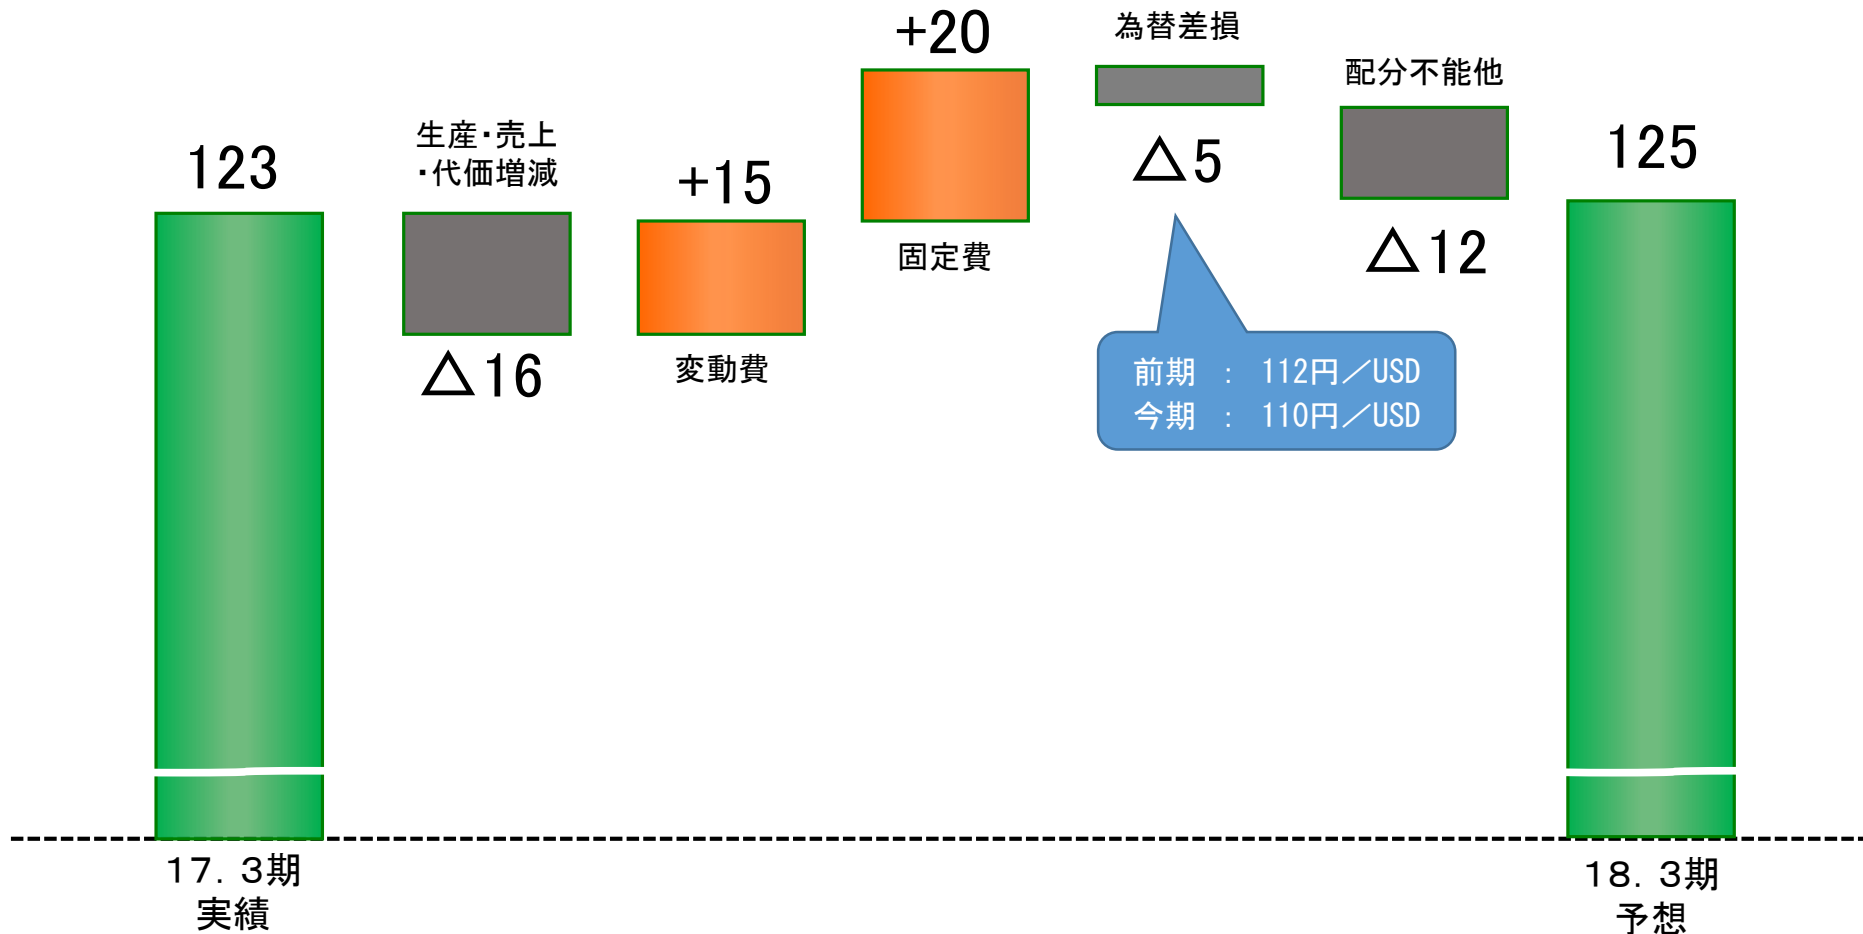 123
生産・売上
・代価増減
△16
+15
変動費
+20
固定費
為替差損
△5
前期 : 112円／USD
今期 : 110円／USD
配分不能他
△12
125
１７．３期
実績
１８．３期
予想